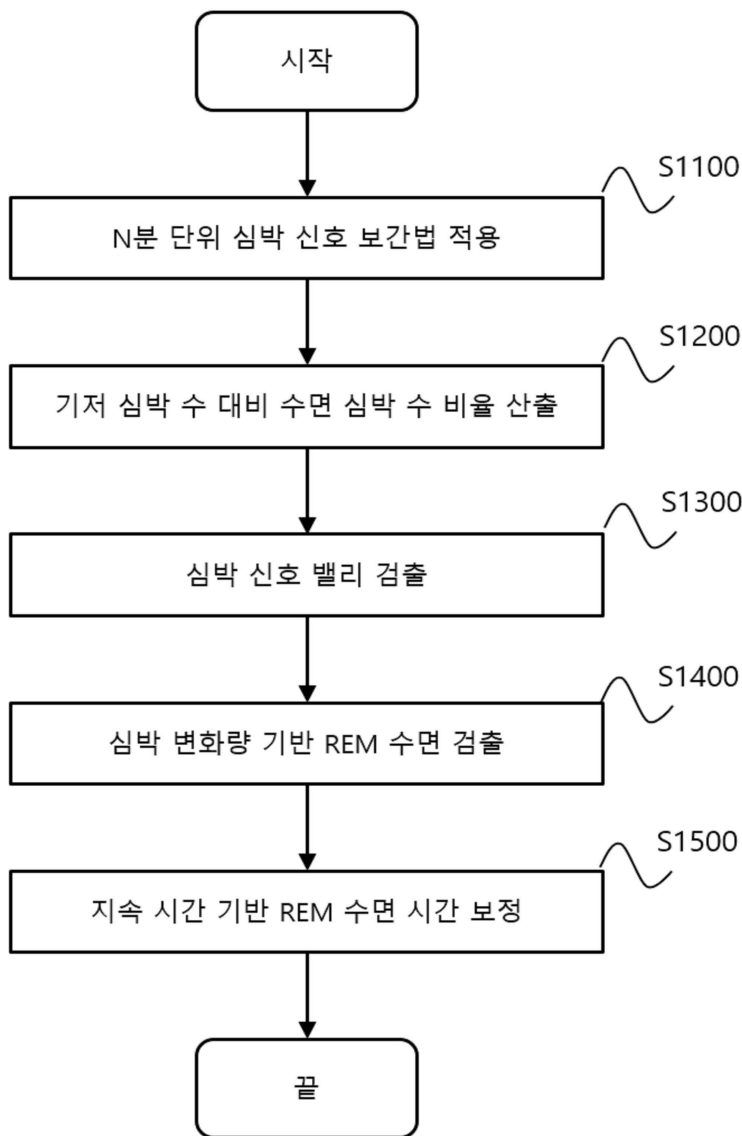 시작
S1100
N분 단위 심박 신호 보간법 적용
S1200
기저 심박 수 대비 수면 심박 수 비율 산출
S1300
심박 신호 밸리 검출
S1400
심박 변화량 기반 REM 수면 검출
S1500
지속 시간 기반 REM 수면 시간 보정
끝